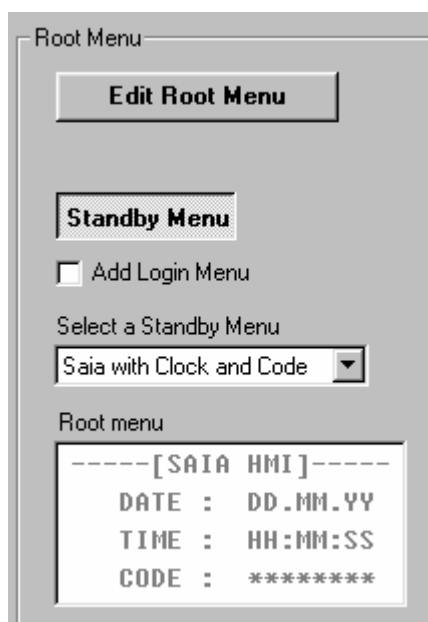 Root Menu
Edit Root Menu
Standby Menu
Add Login Menu
Select a Standby Menu
Saia with Clock and Code
Root menu
-----[SAIA HMI]-----
DATE : DD.MM.YY
TIME : HH:MM:SS
CODE : ********